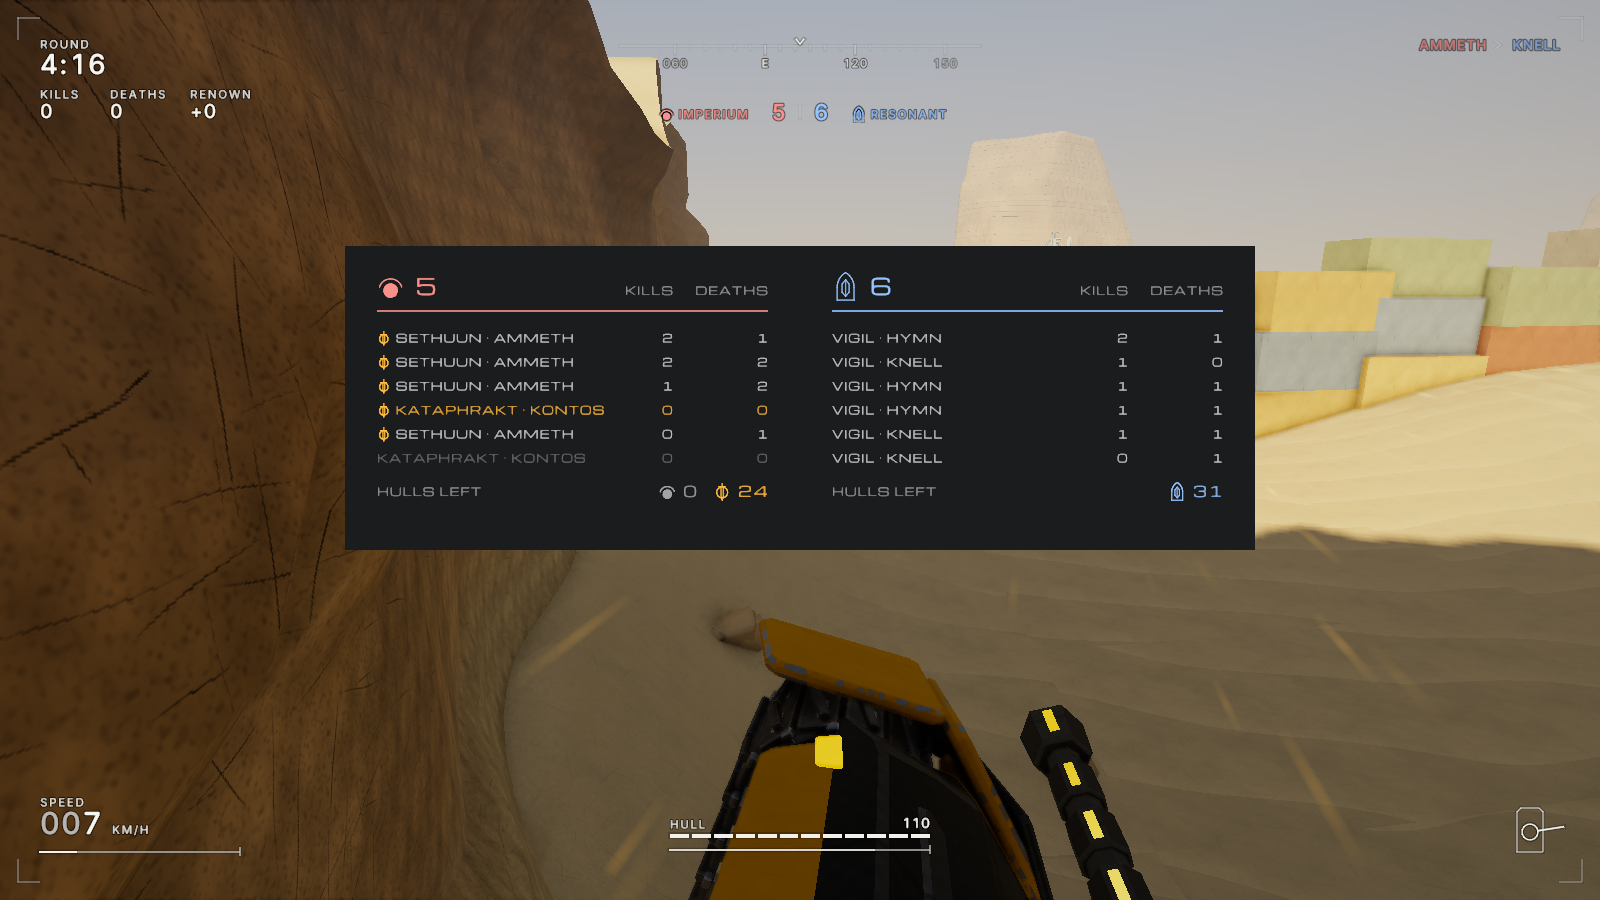 ROUND
4:16
KILLS DEATHS RENOWN
0 0 +0
060 E 120 150
IMPERIUM 5 6 RESONANT
AMMETH KNELL
5 KILLS DEATHS
SETHUUN · AMMETH 2 1
SETHUUN · AMMETH 2 2
SETHUUN · AMMETH 1 2
KATAPHRAKT · KONTOS 0 0
SETHUUN · AMMETH 0 1
KATAPHRAKT · KONTOS 0 0
HULLS LEFT 0 24
6 KILLS DEATHS
VIGIL · HYMN 2 1
VIGIL · KNELL 1 0
VIGIL · HYMN 1 1
VIGIL · HYMN 1 1
VIGIL · KNELL 1 1
VIGIL · KNELL 0 1
HULLS LEFT 31
SPEED
007 KM/H
HULL 110